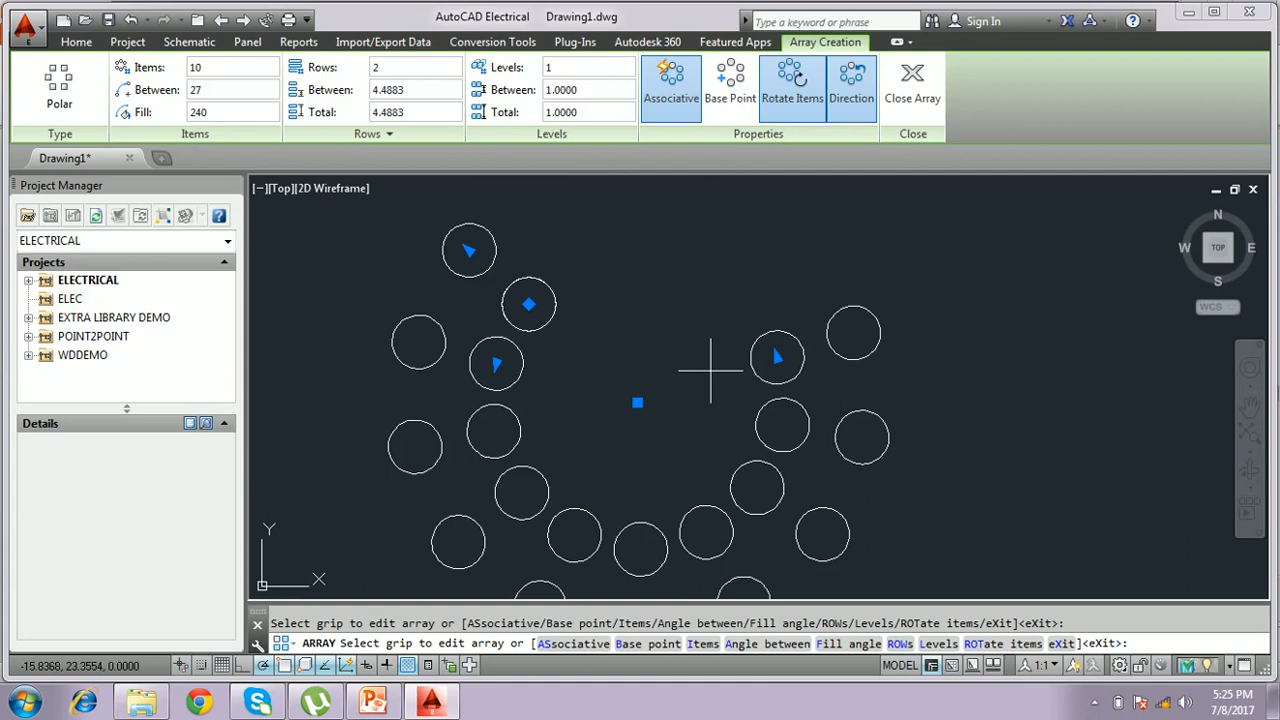 AutoCAD Electrical Drawing1.dwg
Type a keyword or phrase
Sign In
Home Project Schematic Panel Reports Import/Export Data Conversion Tools Plug-Ins Autodesk 360 Featured Apps Array Creation
Items: 10 Rows: 2 Levels: 1
Between: 27 Between: 4.4883 Between: 1.0000
Fill: 240 Total: 4.4883 Total: 1.0000
Polar Associative Base Point Rotate Items Direction Close Array
Type Items Rows Levels Properties Close
Drawing1*
Project Manager
[−][Top][2D Wireframe]
ELECTRICAL
Projects
ELECTRICAL
ELEC
EXTRA LIBRARY DEMO
POINT2POINT
WDDEMO
Details
N
W TOP E
S
WCS
Y
X
Select grip to edit array or [ASsociative/Base point/Items/Angle between/Fill angle/ROWs/Levels/ROTate items/eXit]<eXit>:
ARRAY Select grip to edit array or [ASsociative Base point Items Angle between Fill angle ROWs Levels ROTate items eXit]<eXit>:
-15.8368, 23.3554, 0.0000
MODEL
1:1
5:25 PM
7/8/2017